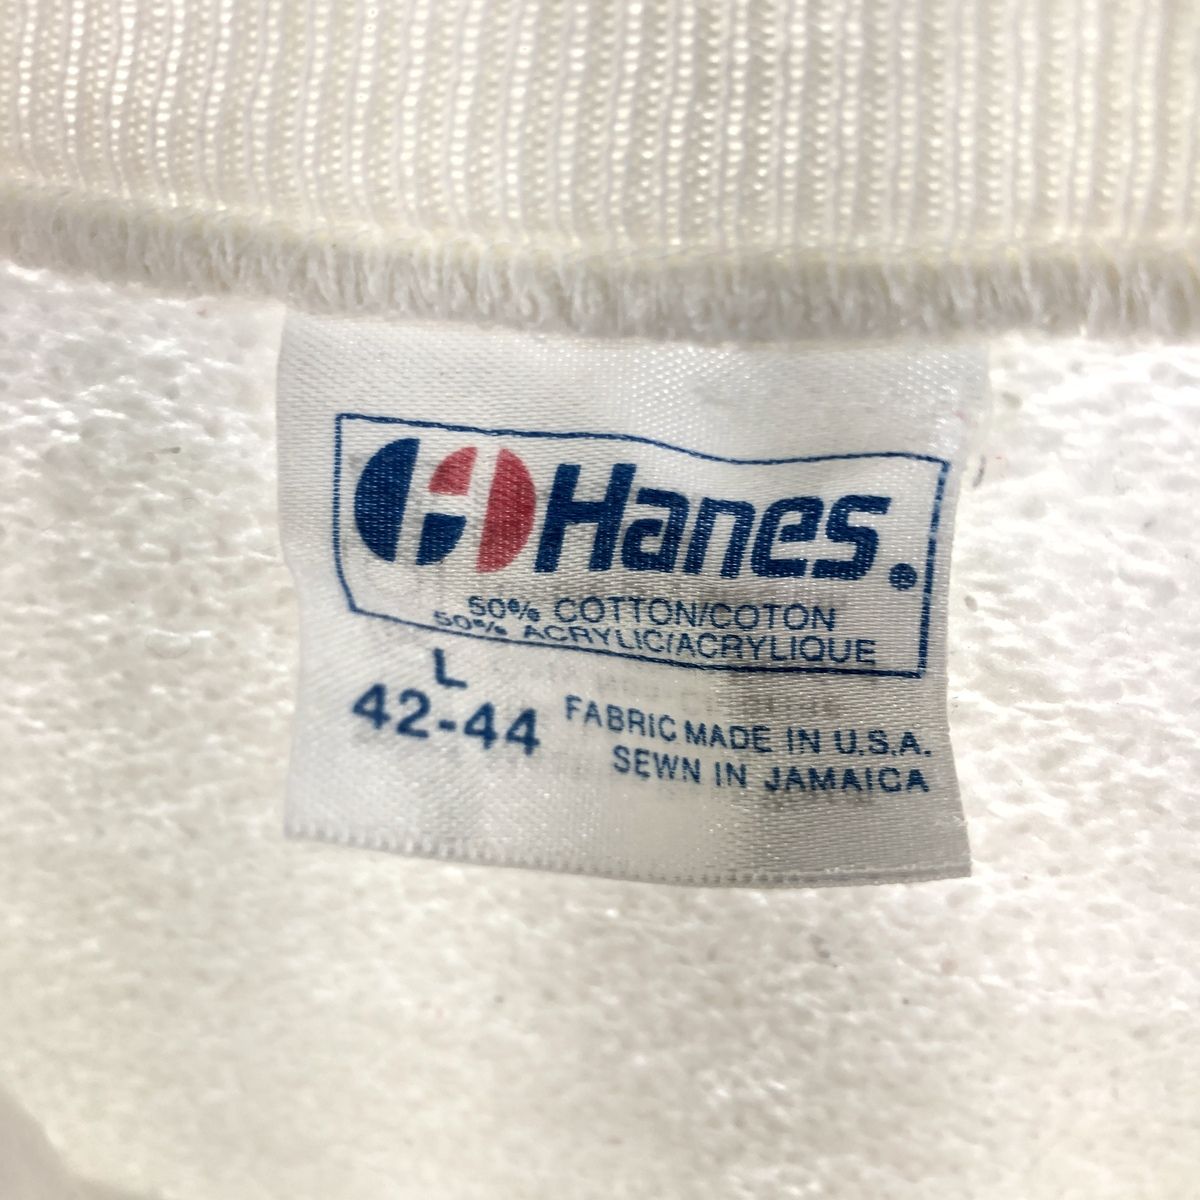 Hanes®
50% COTTON/COTON
50% ACRYLIC/ACRYLIQUE
L
42-44
FABRIC MADE IN U.S.A.
SEWN IN JAMAICA